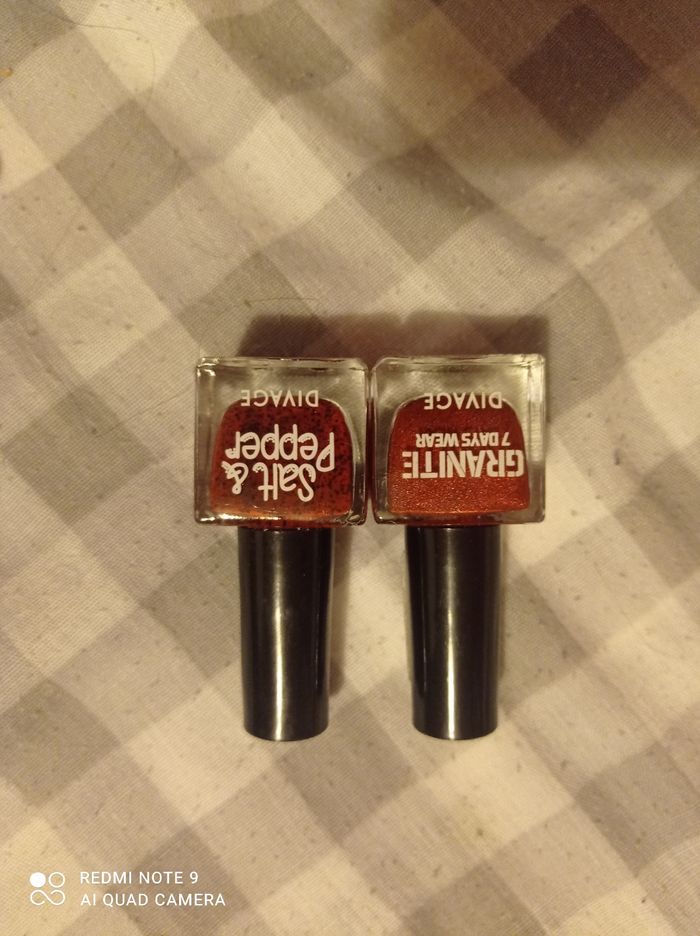 DIVAGE
Salt &
Pepper
DIVAGE
7 DAYS WEAR
GRANITE
REDMI NOTE 9
AI QUAD CAMERA